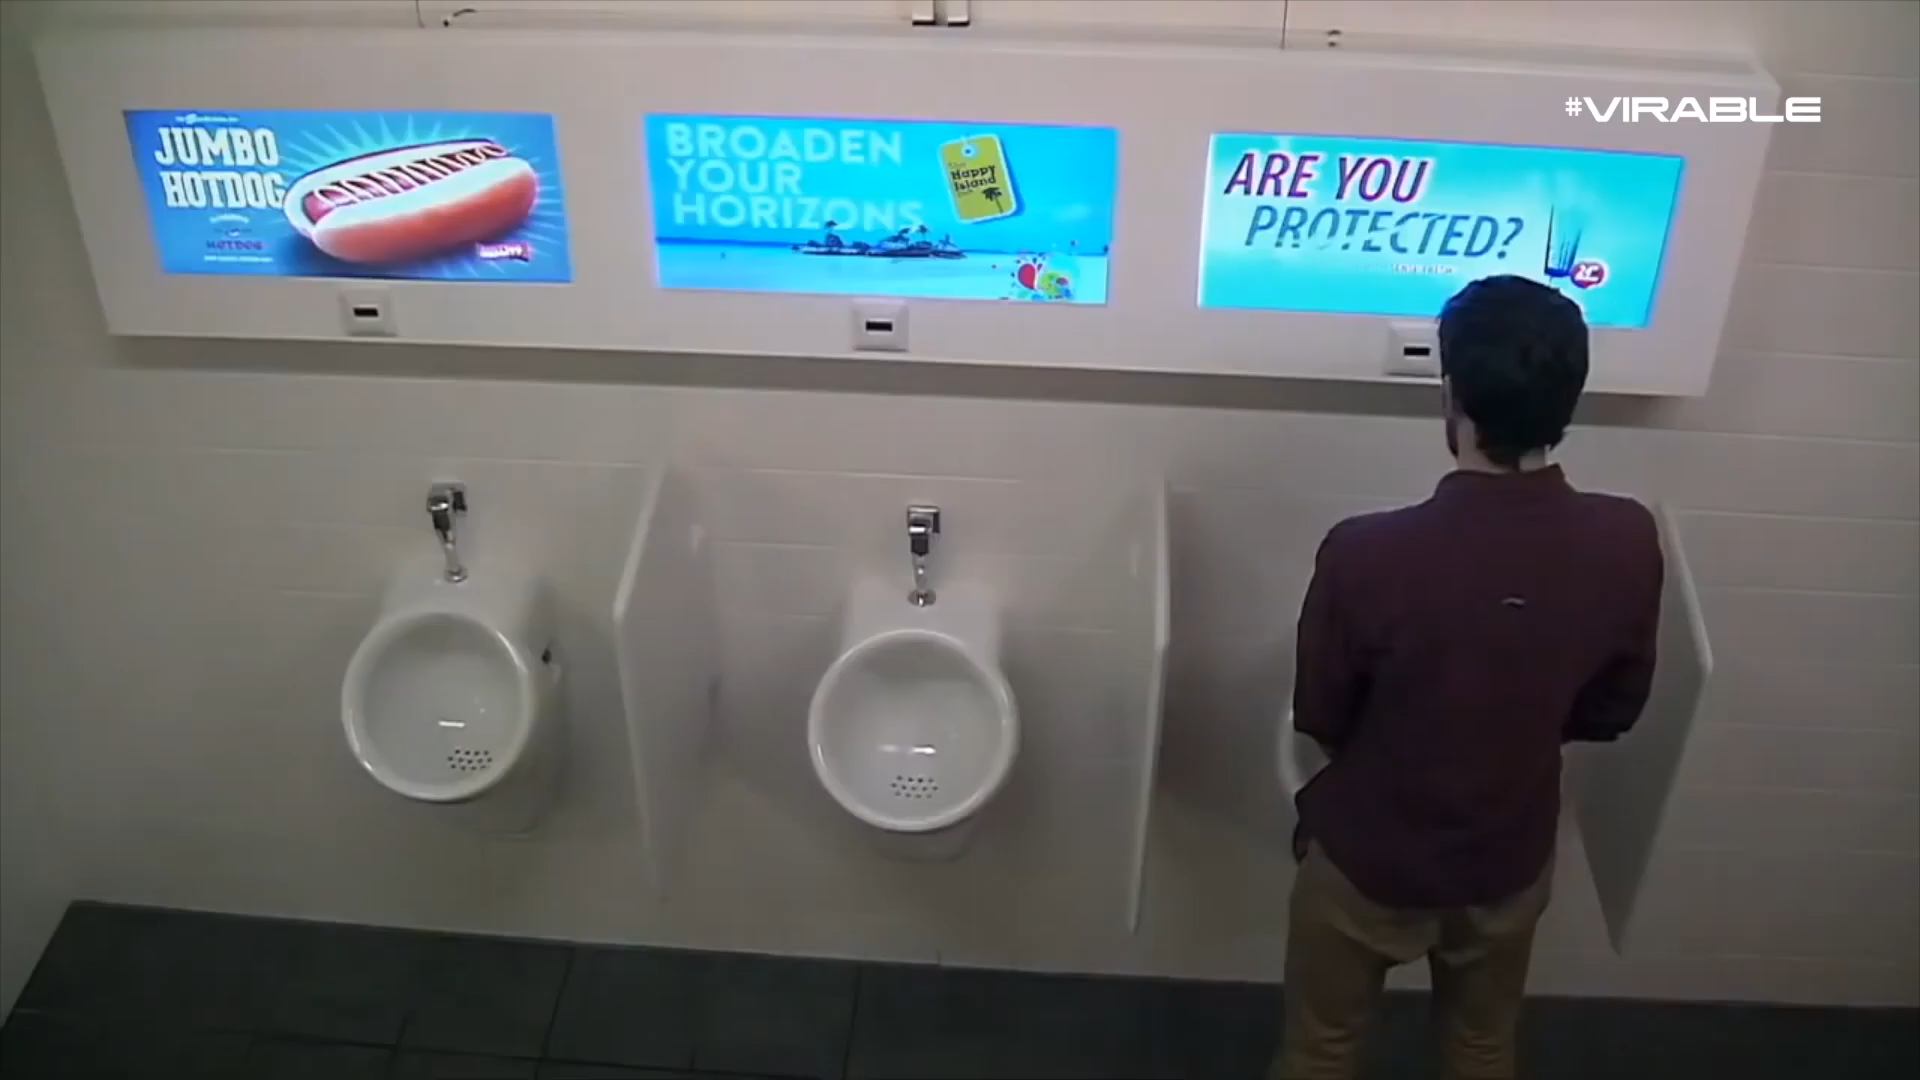 #VIRABLE
JUMBO
HOTDOG
HOTDOG
BROADEN
YOUR
HORIZONS
Happy
Island
ARE YOU
PROTECTED?